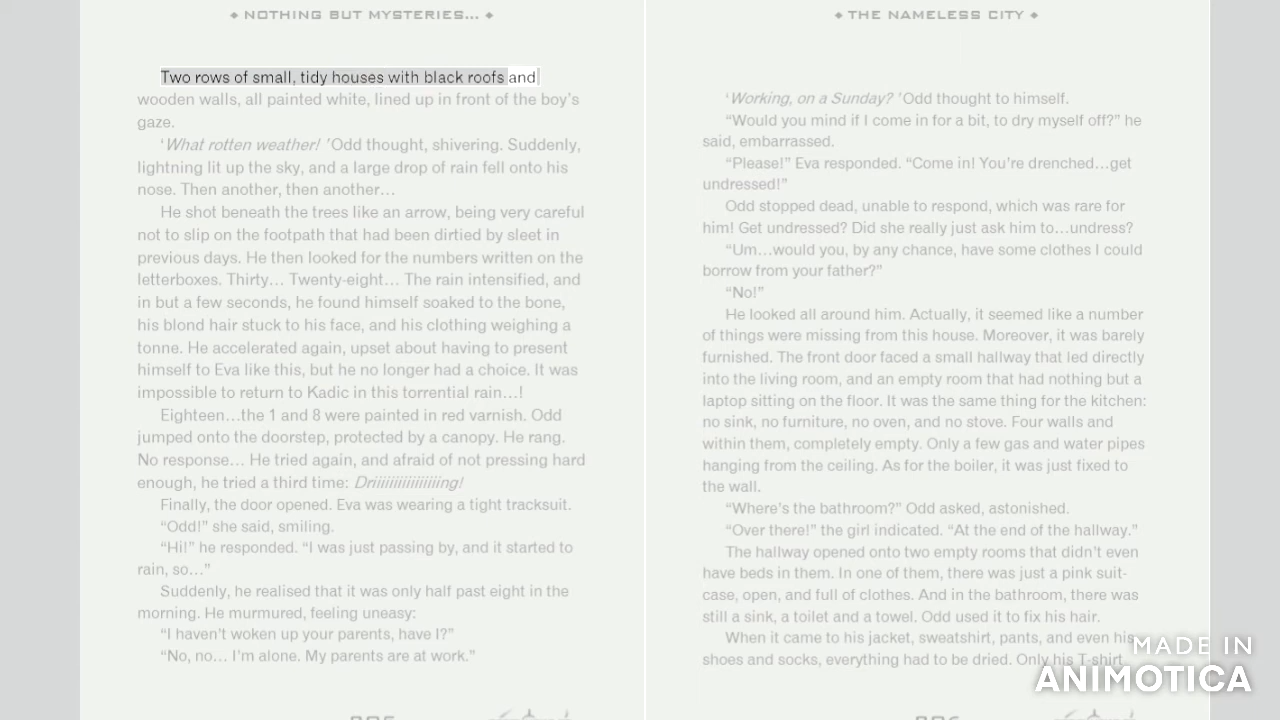 ◆ NOTHING BUT MYSTERIES... ◆
Two rows of small, tidy houses with black roofs and
wooden walls, all painted white, lined up in front of the boy's
gaze.
'What rotten weather! 'Odd thought, shivering. Suddenly,
lightning lit up the sky, and a large drop of rain fell onto his
nose. Then another, then another…
He shot beneath the trees like an arrow, being very careful
not to slip on the footpath that had been dirtied by sleet in
previous days. He then looked for the numbers written on the
letterboxes. Thirty… Twenty-eight… The rain intensified, and
in but a few seconds, he found himself soaked to the bone,
his blond hair stuck to his face, and his clothing weighing a
tonne. He accelerated again, upset about having to present
himself to Eva like this, but he no longer had a choice. It was
impossible to return to Kadic in this torrential rain…!
Eighteen…the 1 and 8 were painted in red varnish. Odd
jumped onto the doorstep, protected by a canopy. He rang.
No response… He tried again, and afraid of not pressing hard
enough, he tried a third time: Driiiiiiiiiiiiiiing!
Finally, the door opened. Eva was wearing a tight tracksuit.
“Odd!” she said, smiling.
“Hi!” he responded. “I was just passing by, and it started to
rain, so…”
Suddenly, he realised that it was only half past eight in the
morning. He murmured, feeling uneasy:
“I haven't woken up your parents, have I?”
“No, no… I'm alone. My parents are at work.”
◆ THE NAMELESS CITY ◆
'Working, on a Sunday? 'Odd thought to himself.
“Would you mind if I come in for a bit, to dry myself off?” he
said, embarrassed.
“Please!” Eva responded. “Come in! You're drenched…get
undressed!”
Odd stopped dead, unable to respond, which was rare for
him! Get undressed? Did she really just ask him to…undress?
“Um…would you, by any chance, have some clothes I could
borrow from your father?”
“No!”
He looked all around him. Actually, it seemed like a number
of things were missing from this house. Moreover, it was barely
furnished. The front door faced a small hallway that led directly
into the living room, and an empty room that had nothing but a
laptop sitting on the floor. It was the same thing for the kitchen:
no sink, no furniture, no oven, and no stove. Four walls and
within them, completely empty. Only a few gas and water pipes
hanging from the ceiling. As for the boiler, it was just fixed to
the wall.
“Where's the bathroom?” Odd asked, astonished.
“Over there!” the girl indicated. “At the end of the hallway.”
The hallway opened onto two empty rooms that didn't even
have beds in them. In one of them, there was just a pink suit-
case, open, and full of clothes. And in the bathroom, there was
still a sink, a toilet and a towel. Odd used it to fix his hair.
When it came to his jacket, sweatshirt, pants, and even his
shoes and socks, everything had to be dried. Only his T-shirt
MADE IN
ANIMOTICA